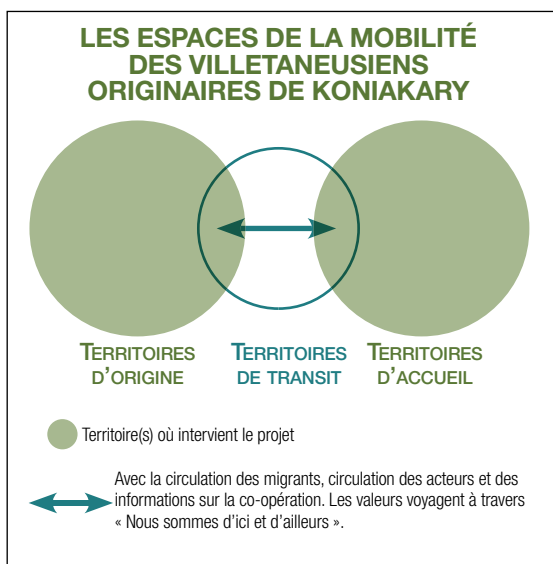 LES ESPACES DE LA MOBILITÉ
DES VILLETANEUSIENS
ORIGINAIRES DE KONIAKARY
TERRITOIRES
D'ORIGINE
TERRITOIRES
DE TRANSIT
TERRITOIRES
D'ACCUEIL
Territoire(s) où intervient le projet
Avec la circulation des migrants, circulation des acteurs et des
informations sur la co-opération. Les valeurs voyagent à travers
« Nous sommes d'ici et d'ailleurs ».